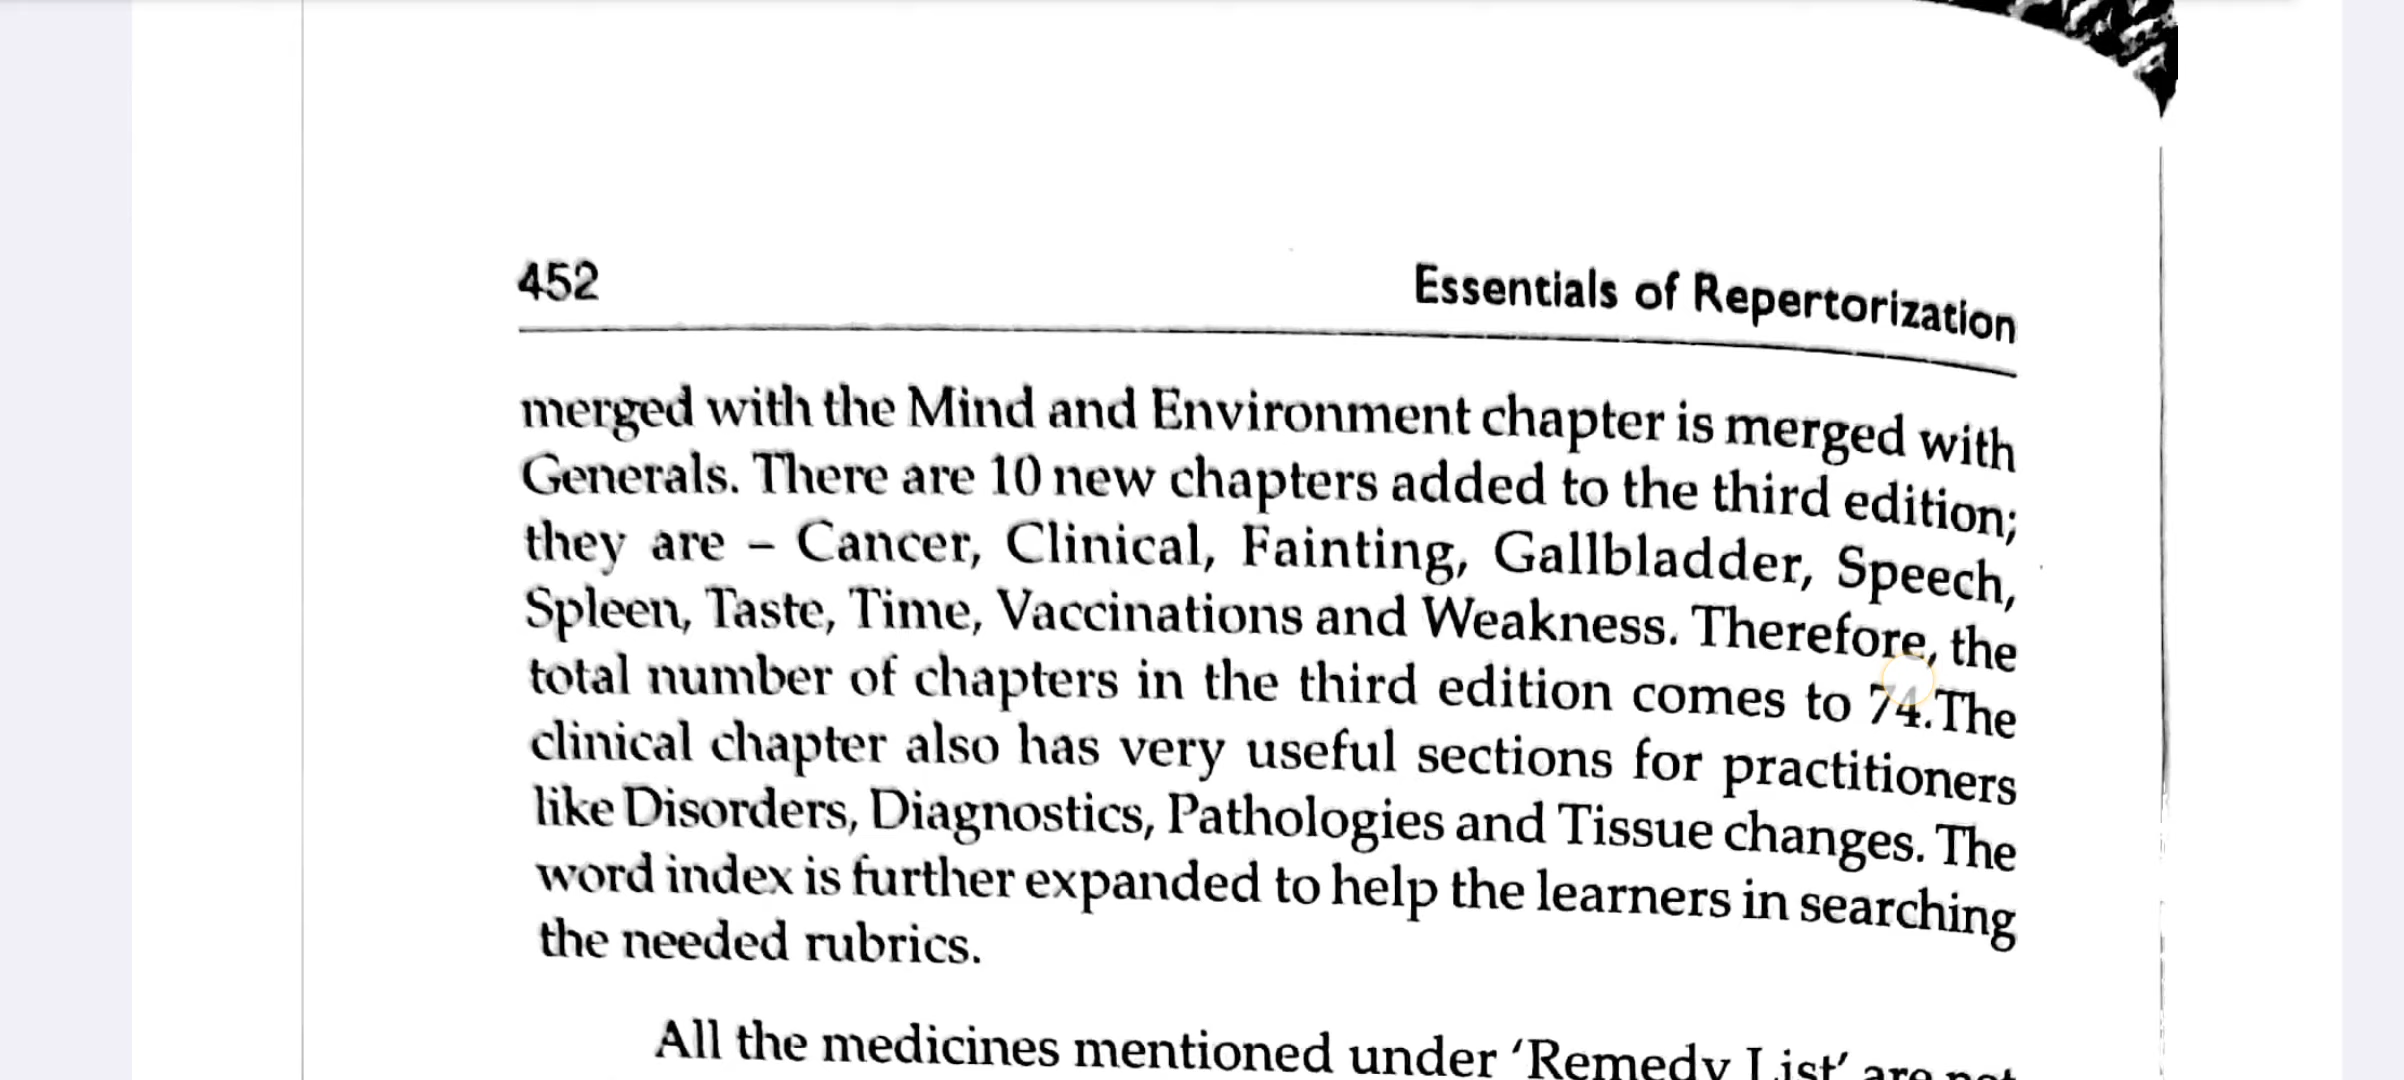 452
Essentials of Repertorization
merged with the Mind and Environment chapter is merged with
Generals. There are 10 new chapters added to the third edition;
they are – Cancer, Clinical, Fainting, Gallbladder, Speech,
Spleen, Taste, Time, Vaccinations and Weakness. Therefore, the
total number of chapters in the third edition comes to 74.The
clinical chapter also has very useful sections for practitioners
like Disorders, Diagnostics, Pathologies and Tissue changes. The
word index is further expanded to help the learners in searching
the needed rubrics.
All the medicines mentioned under ‘Remedy List’ are not